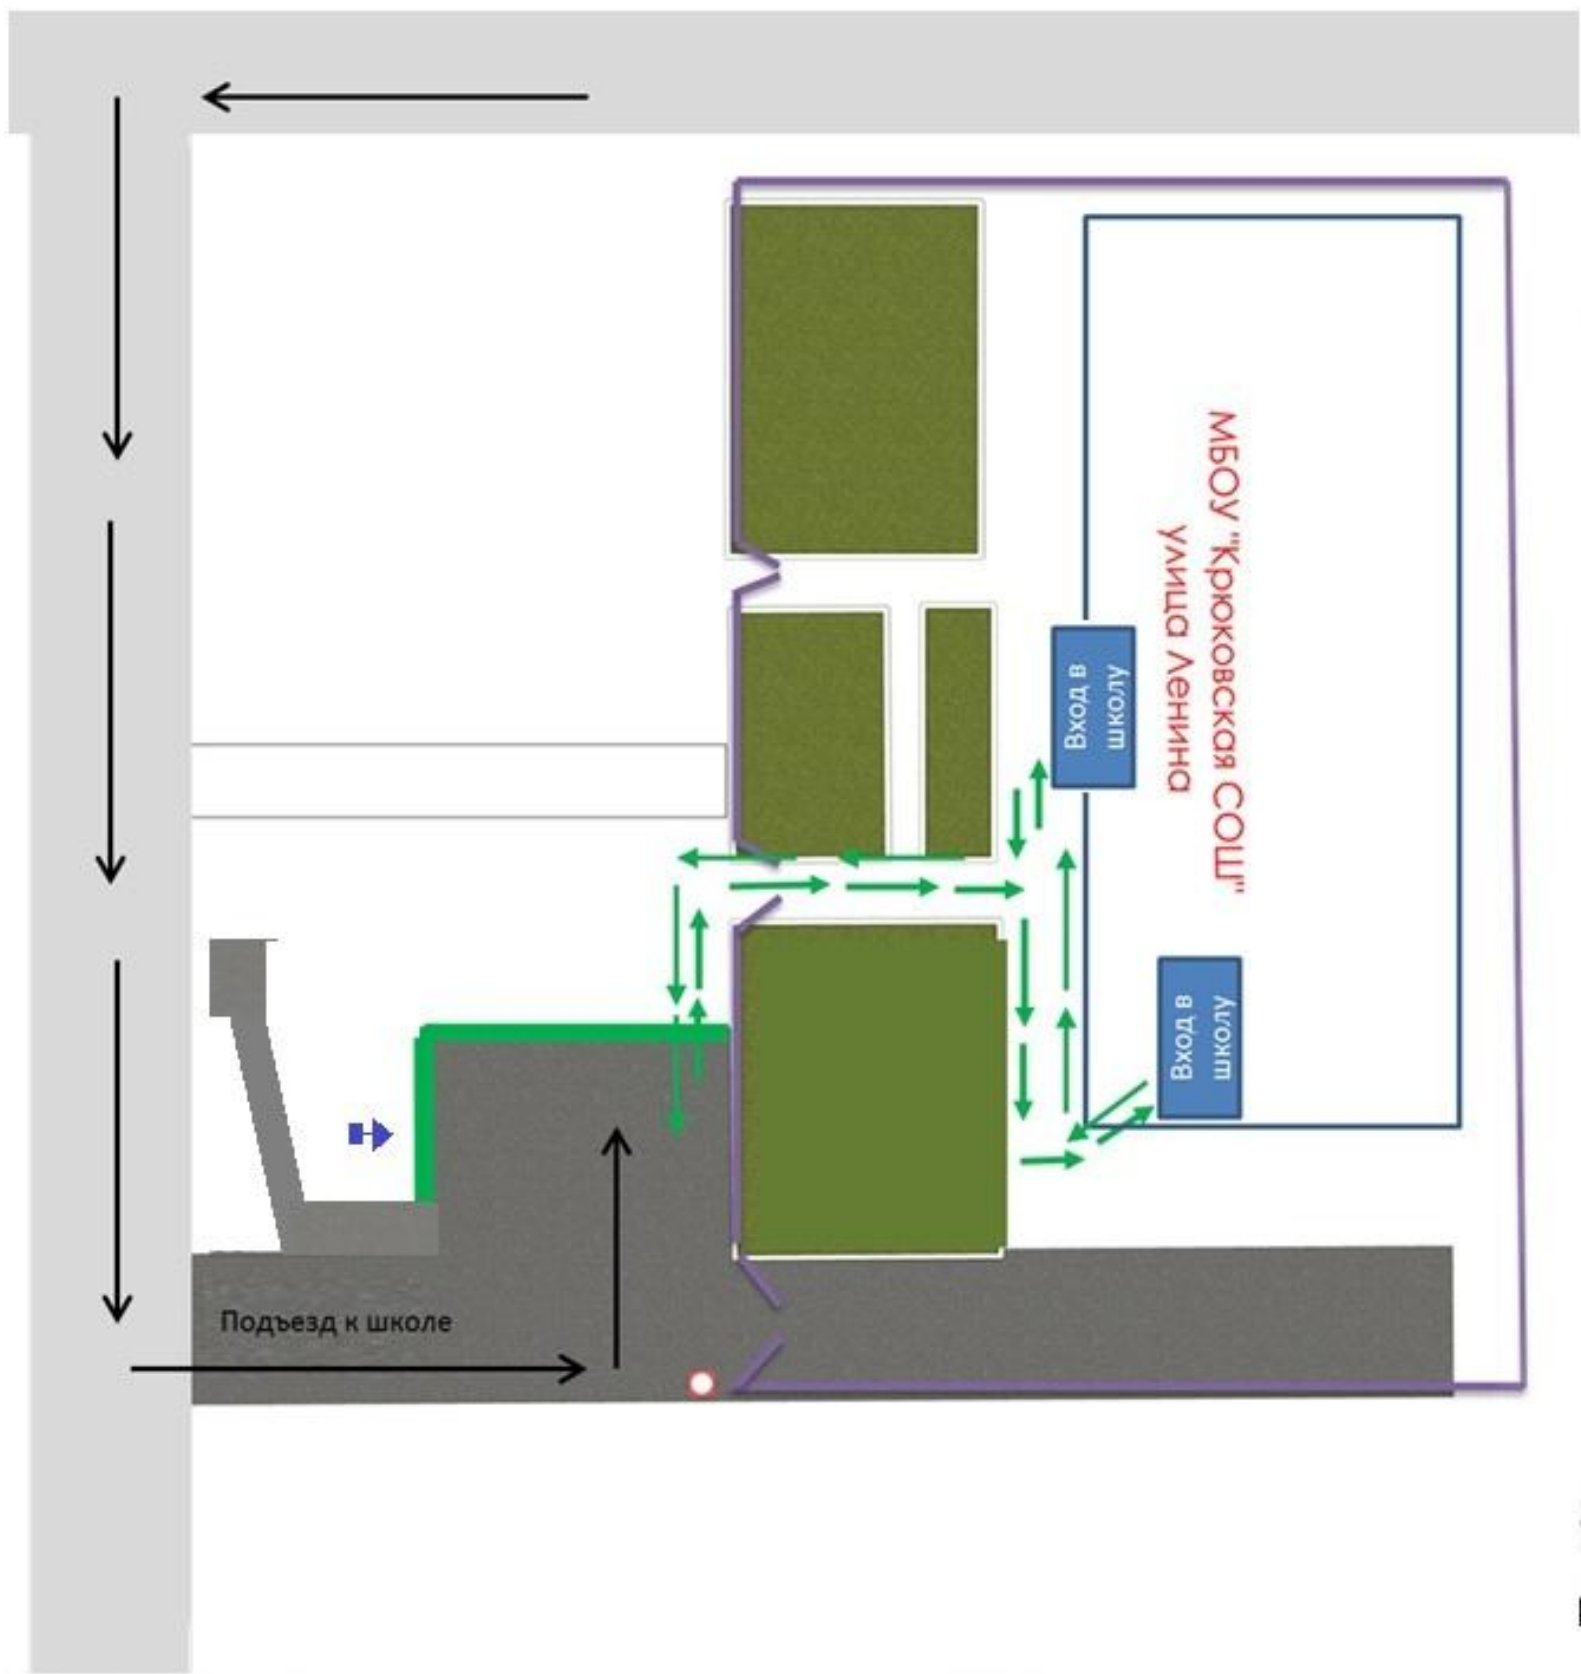 МБОУ "Крюковская СОШ"
улица Ленина
Вход в
школу
Вход в
школу
Подъезд к школе